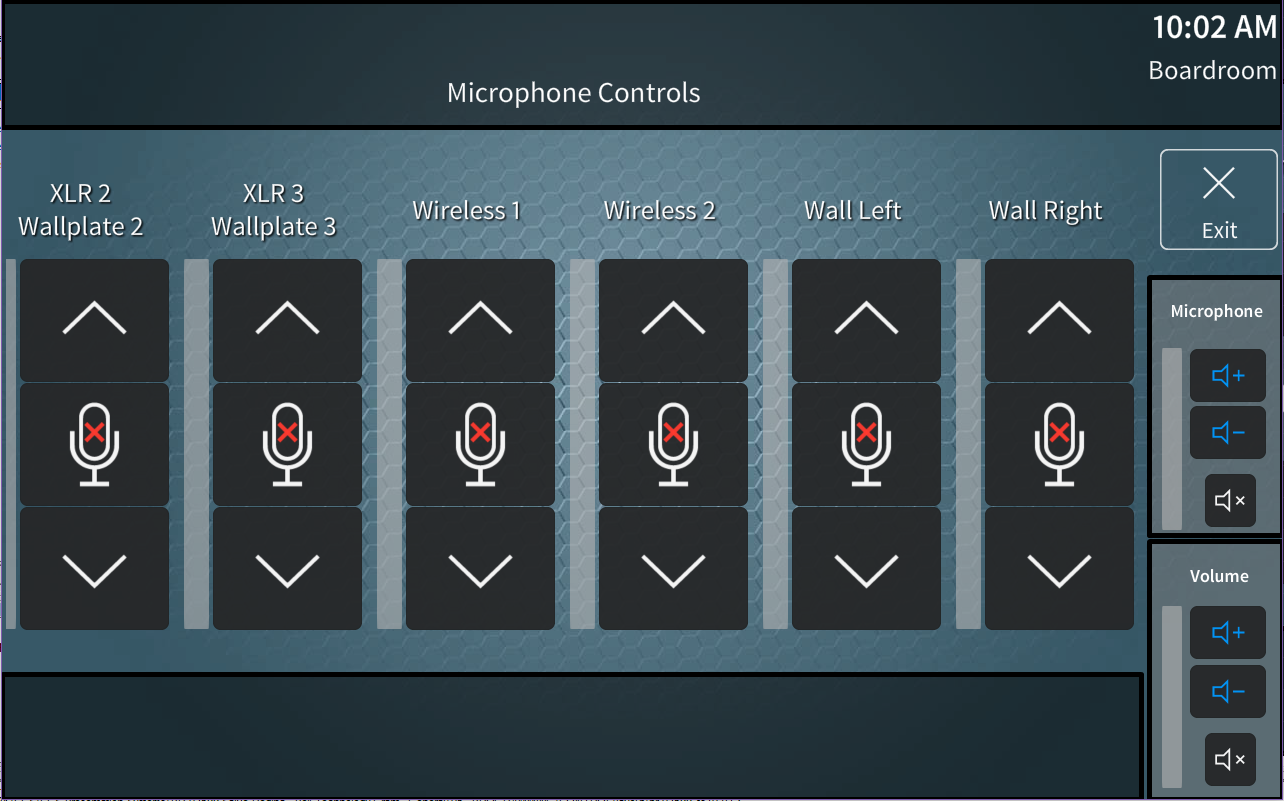 10:02 AM
Boardroom
Microphone Controls
XLR 2
Wallplate 2
XLR 3
Wallplate 3
Wireless 1
Wireless 2
Wall Left
Wall Right
Exit
Microphone
Volume